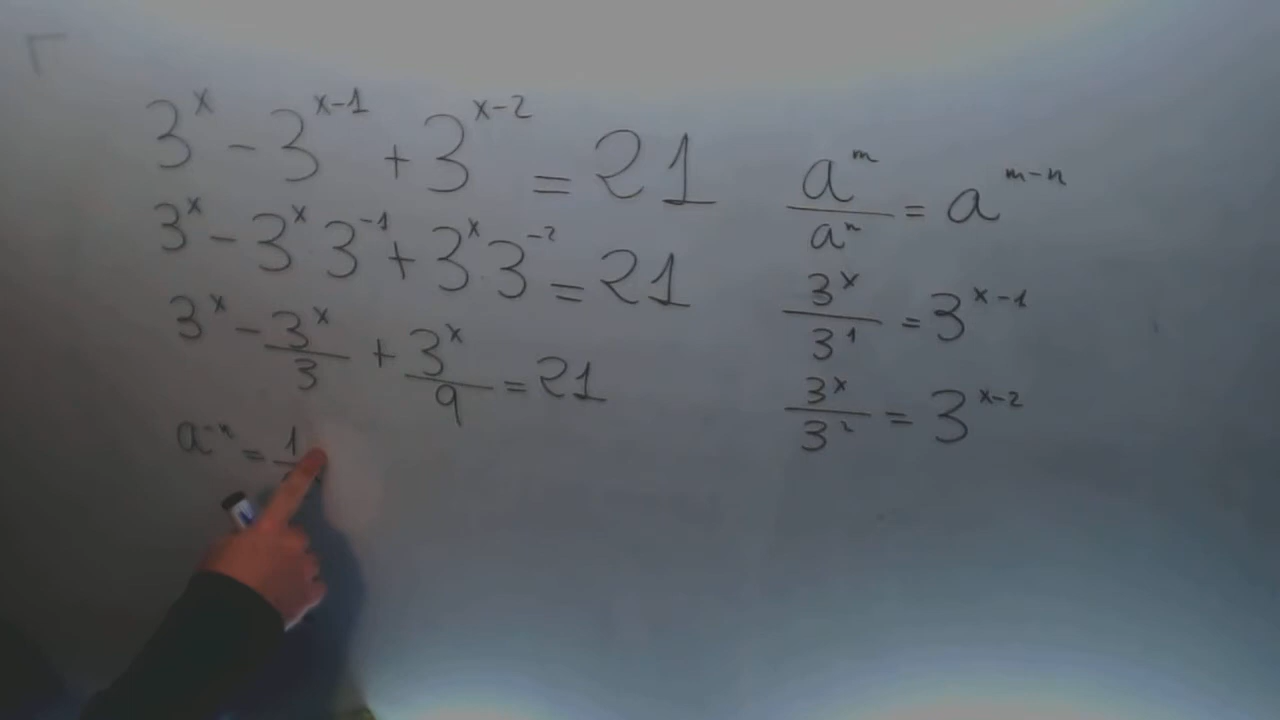 3^x - 3^{x-1} + 3^{x-2} = 21
3^x - 3^x 3^{-1} + 3^x · 3^{-2} = 21
3^x - 3^x/3 + 3^x/9 = 21
a^{-n} = 1/
a^m/a^n = a^{m-n}
3^x/3^1 = 3^{x-1}
3^x/3^2 = 3^{x-2}